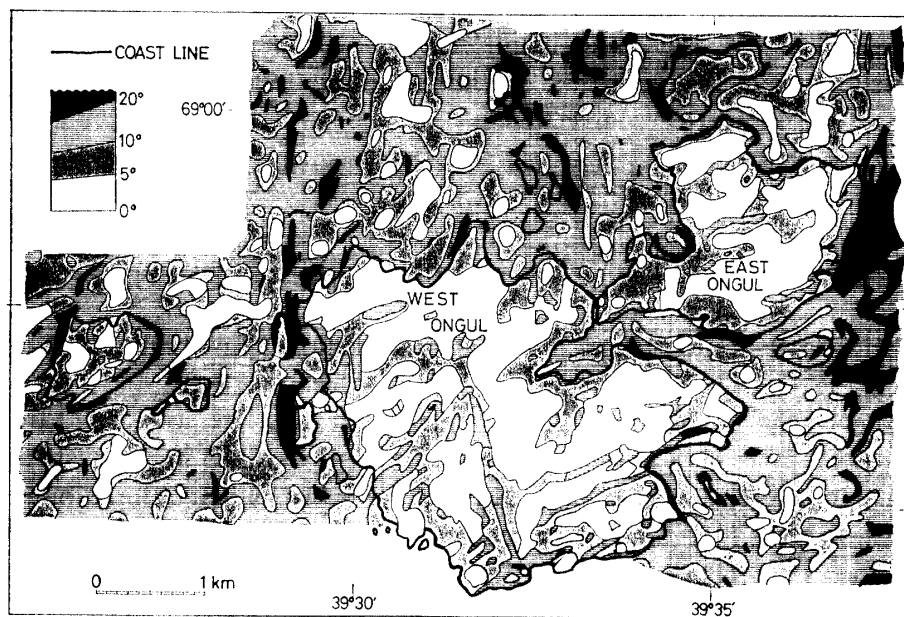 COAST LINE
20°
10°
5°
0°
69°00'
EAST
ONGUL
WEST
ONGUL
0 1 km
39°30'
39°35'